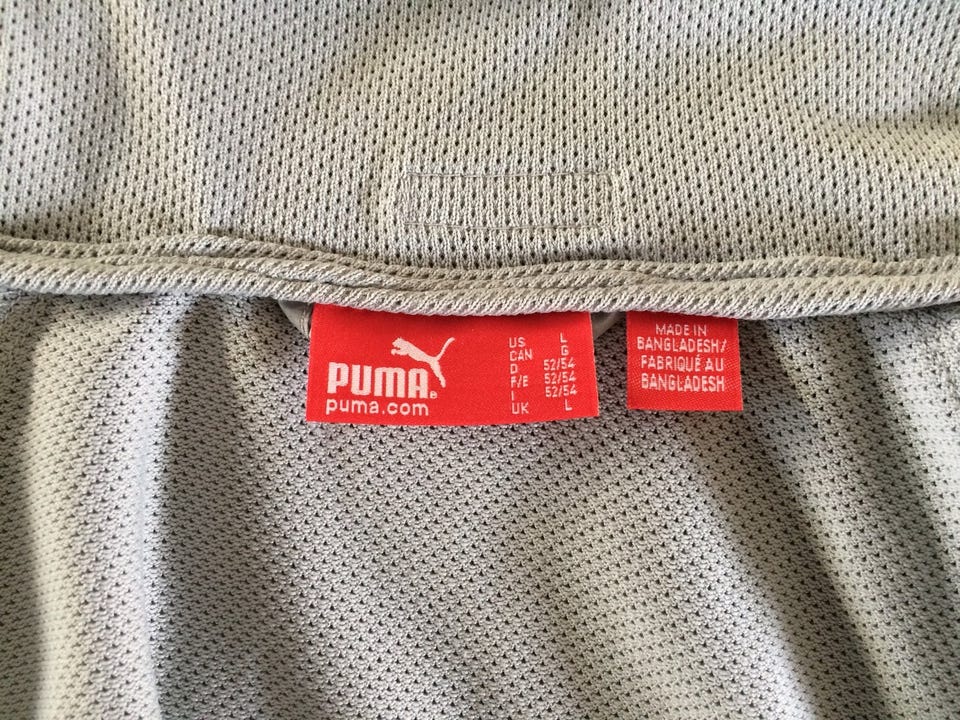 PUMA®
puma.com
US L
CAN G
D 52/54
F/E 52/54
I 52/54
UK L
MADE IN
BANGLADESH/
FABRIQUÉ AU
BANGLADESH